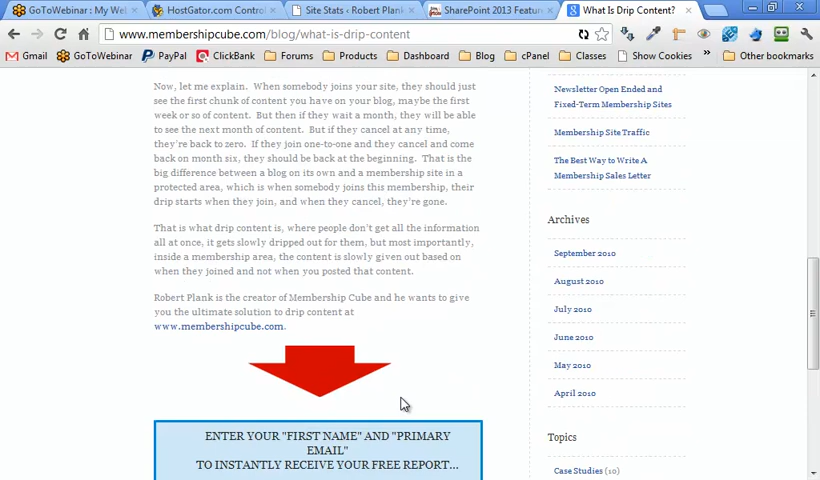 GoToWebinar : My Web
HostGator.com Control
Site Stats ‹ Robert Plank
SharePoint 2013 Featur
What Is Drip Content?
www.membershipcube.com/blog/what-is-drip-content
Gmail
GoToWebinar
PayPal
ClickBank
Forums
Products
Dashboard
Blog
cPanel
Classes
Show Cookies
»
Other bookmarks
Now, let me explain. When somebody joins your site, they should just
see the first chunk of content you have on your blog, maybe the first
week or so of content. But then if they wait a month, they will be able
to see the next month of content. But if they cancel at any time,
they're back to zero. If they join one-to-one and they cancel and come
back on month six, they should be back at the beginning. That is the
big difference between a blog on its own and a membership site in a
protected area, which is when somebody joins this membership, their
drip starts when they join, and when they cancel, they're gone.
That is what drip content is, where people don't get all the information
all at once, it gets slowly dripped out for them, but most importantly,
inside a membership area, the content is slowly given out based on
when they joined and not when you posted that content.
Robert Plank is the creator of Membership Cube and he wants to give
you the ultimate solution to drip content at
www.membershipcube.com.
ENTER YOUR "FIRST NAME" AND "PRIMARY
EMAIL"
TO INSTANTLY RECEIVE YOUR FREE REPORT...
Newsletter Open Ended and
Fixed-Term Membership Sites
Membership Site Traffic
The Best Way to Write A
Membership Sales Letter
Archives
September 2010
August 2010
July 2010
June 2010
May 2010
April 2010
Topics
Case Studies (10)